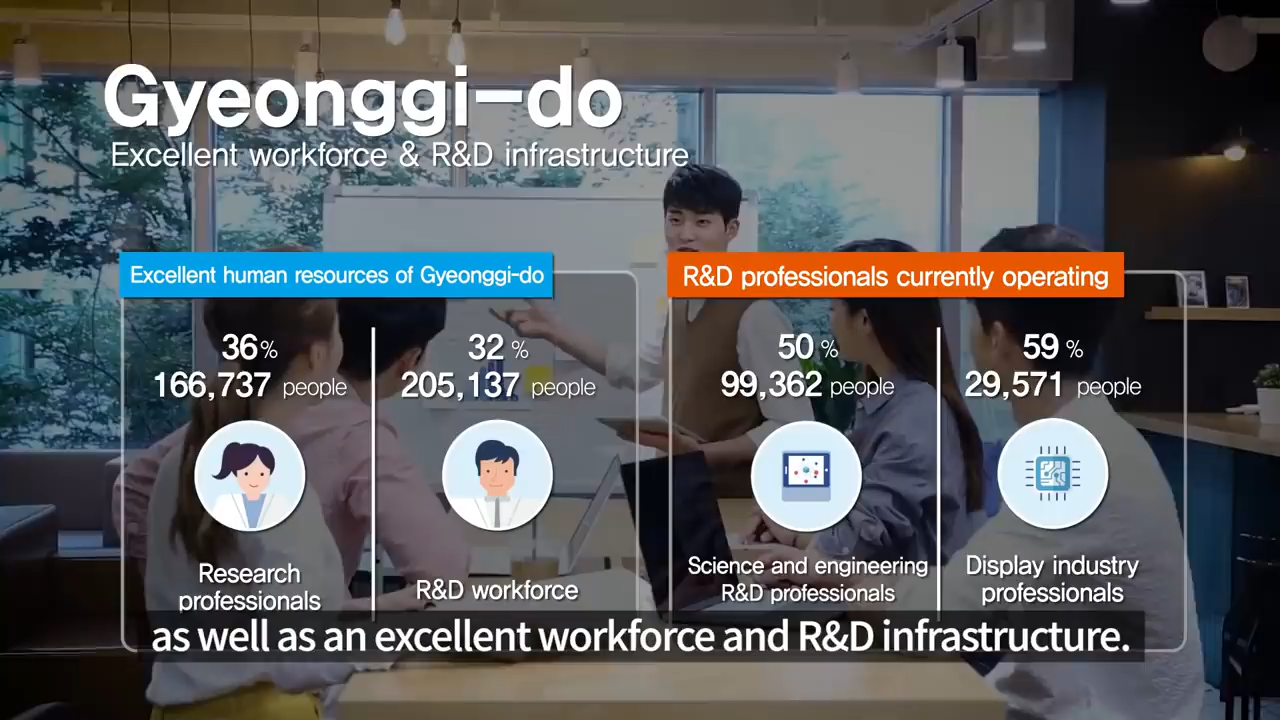 Gyeonggi-do
Excellent workforce & R&D infrastructure
Excellent human resources of Gyeonggi-do
36 %
166,737 people
Research
professionals
32 %
205,137 people
R&D workforce
R&D professionals currently operating
50 %
99,362 people
Science and engineering
R&D professionals
59 %
29,571 people
Display industry
professionals
as well as an excellent workforce and R&D infrastructure.